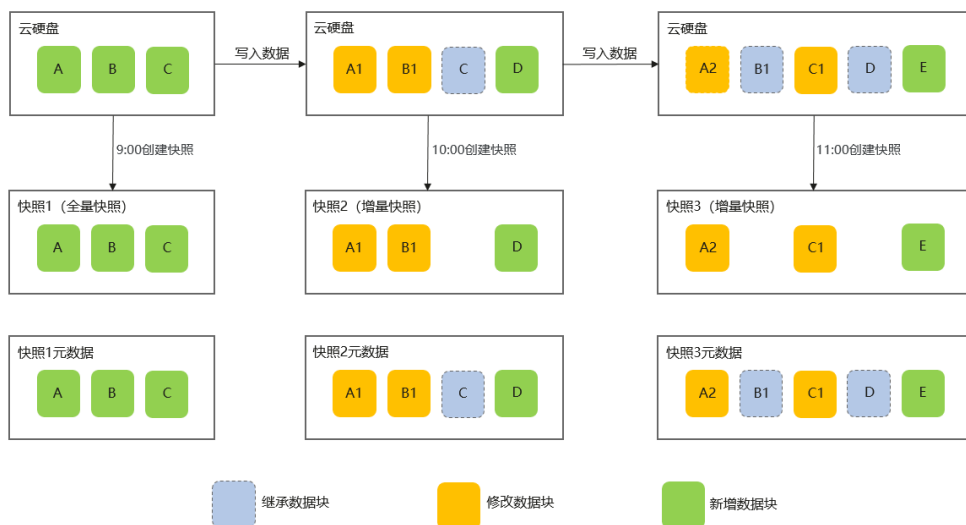 云硬盘
A B C
写入数据
云硬盘
A1 B1 C D
写入数据
云硬盘
A2 B1 C1 D E
9:00创建快照
10:00创建快照
11:00创建快照
快照1（全量快照）
A B C
快照2（增量快照）
A1 B1 D
快照3（增量快照）
A2 C1 E
快照1元数据
A B C
快照2元数据
A1 B1 C D
快照3元数据
A2 B1 C1 D E
继承数据块
修改数据块
新增数据块